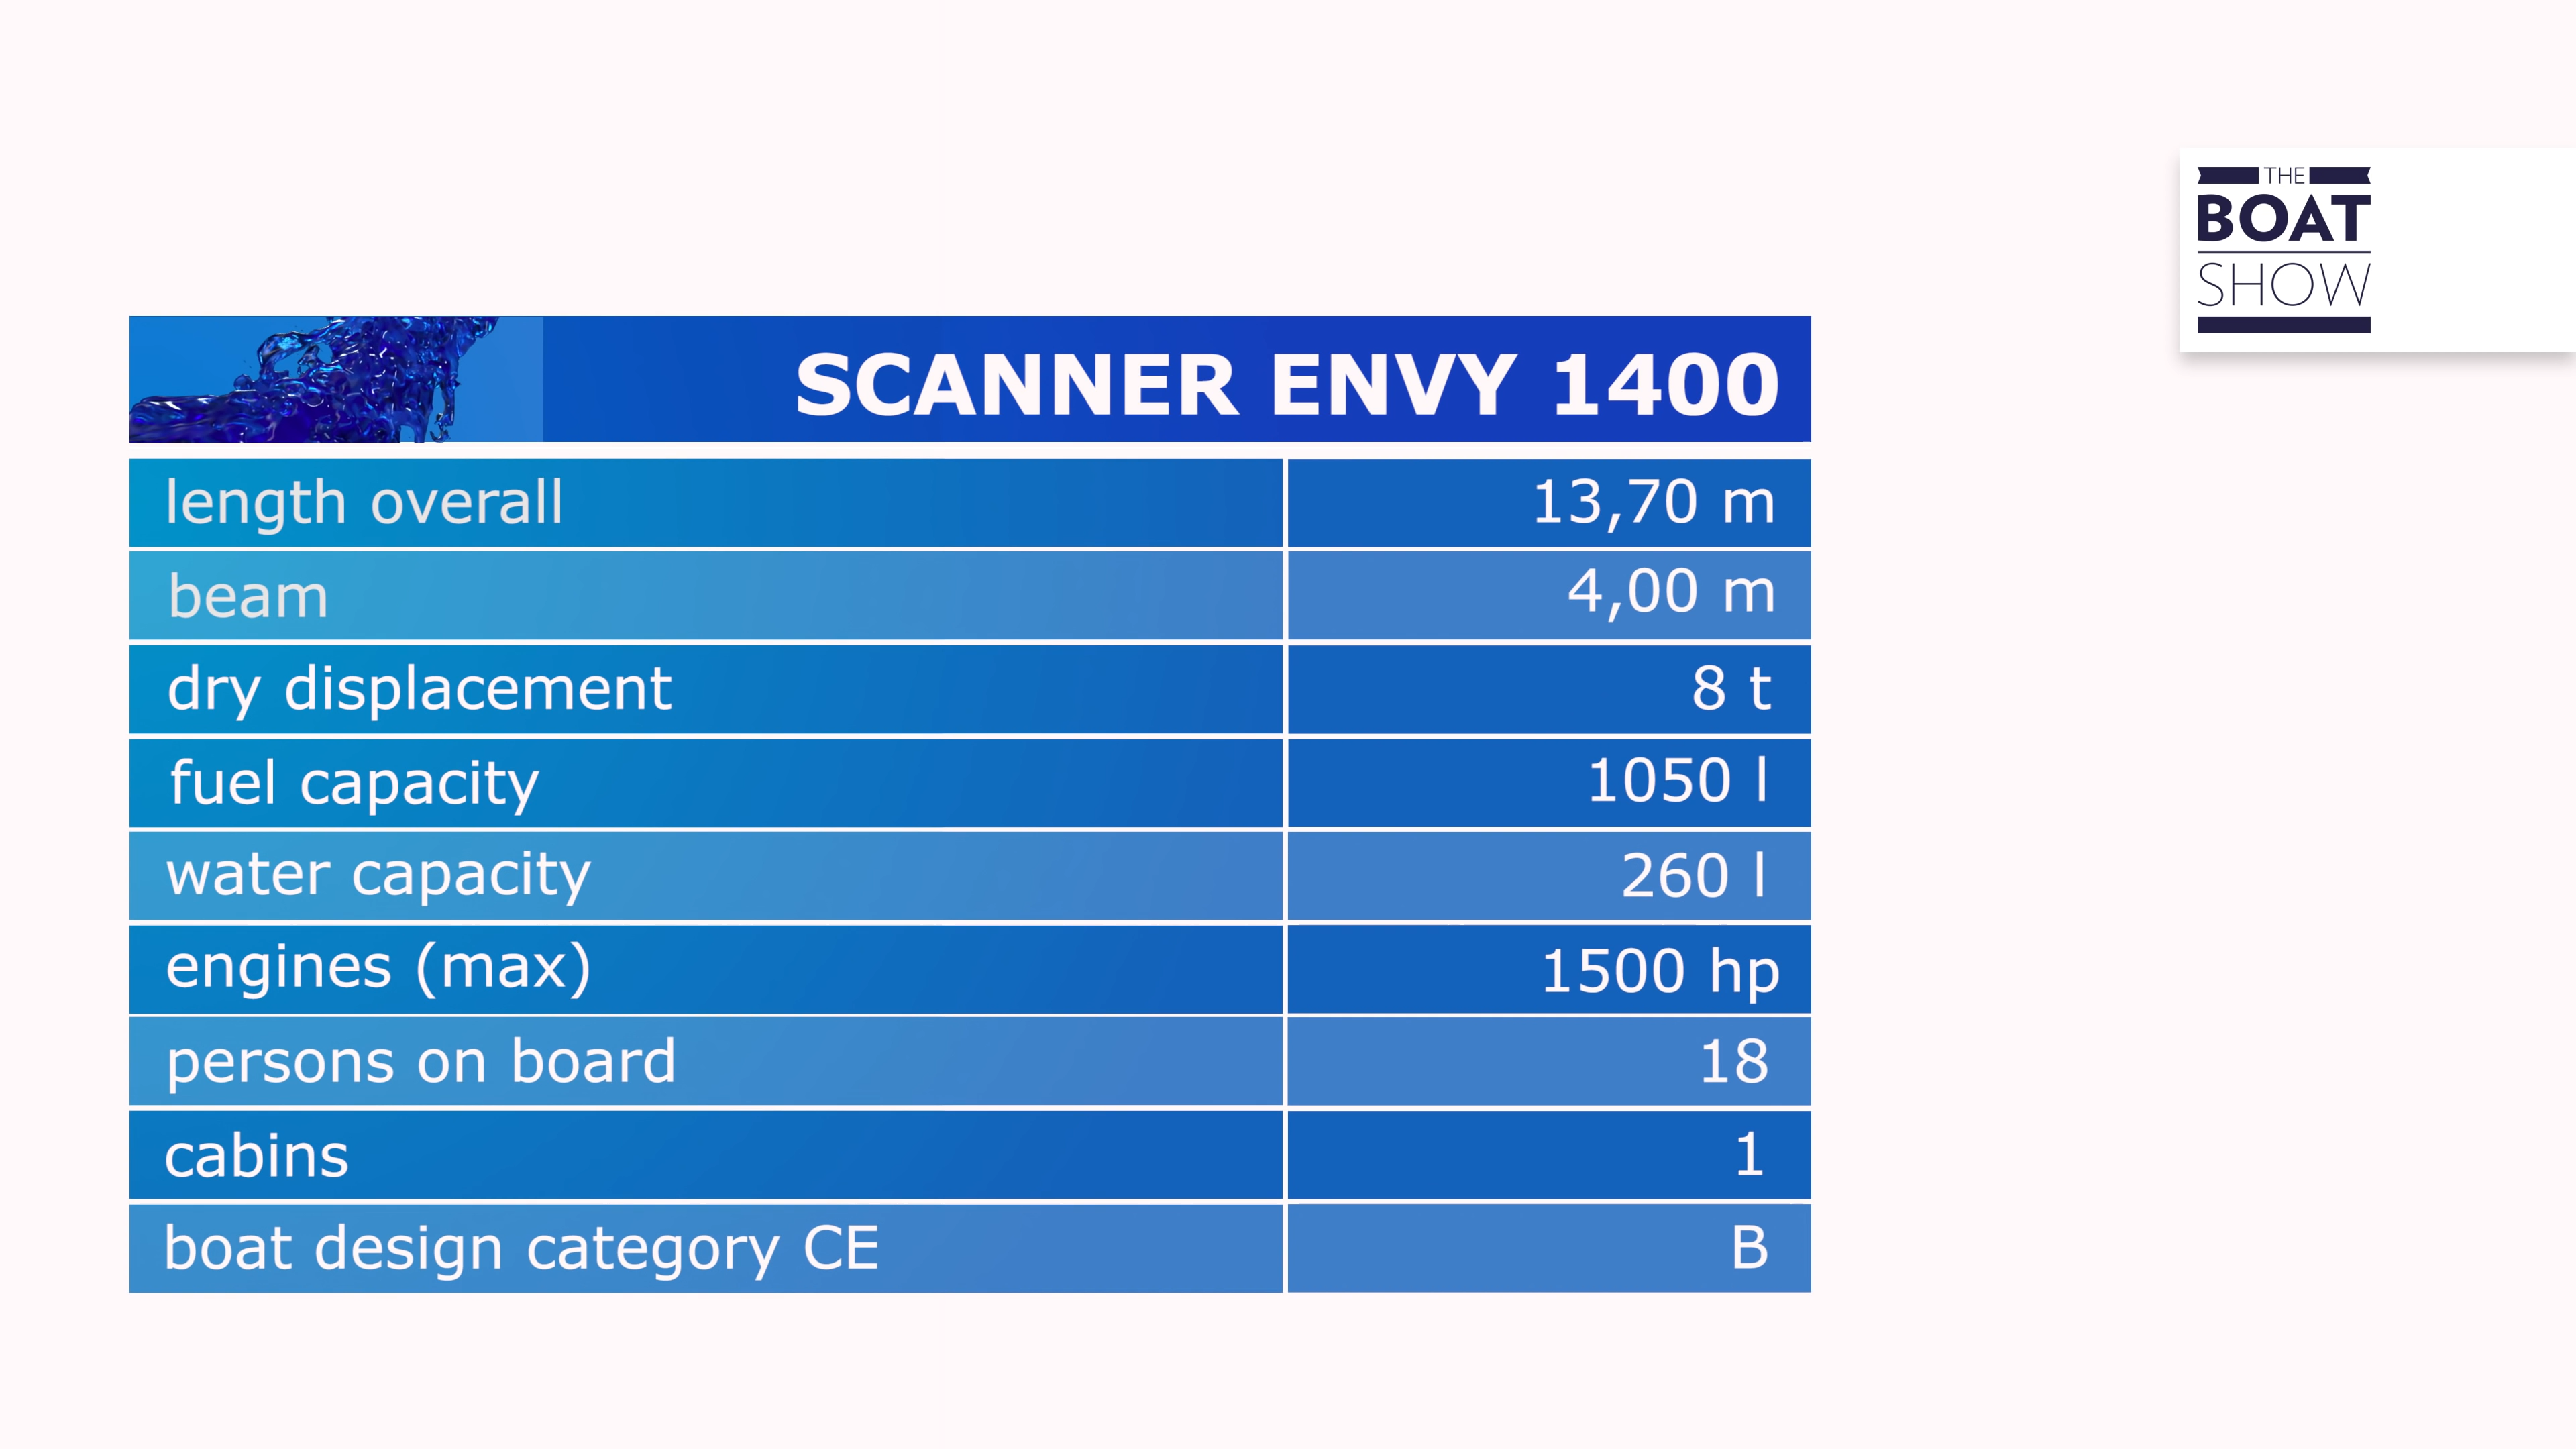 THE
BOAT
SHOW
SCANNER ENVY 1400
length overall 13,70 m
beam 4,00 m
dry displacement 8 t
fuel capacity 1050 l
water capacity 260 l
engines (max) 1500 hp
persons on board 18
cabins 1
boat design category CE B